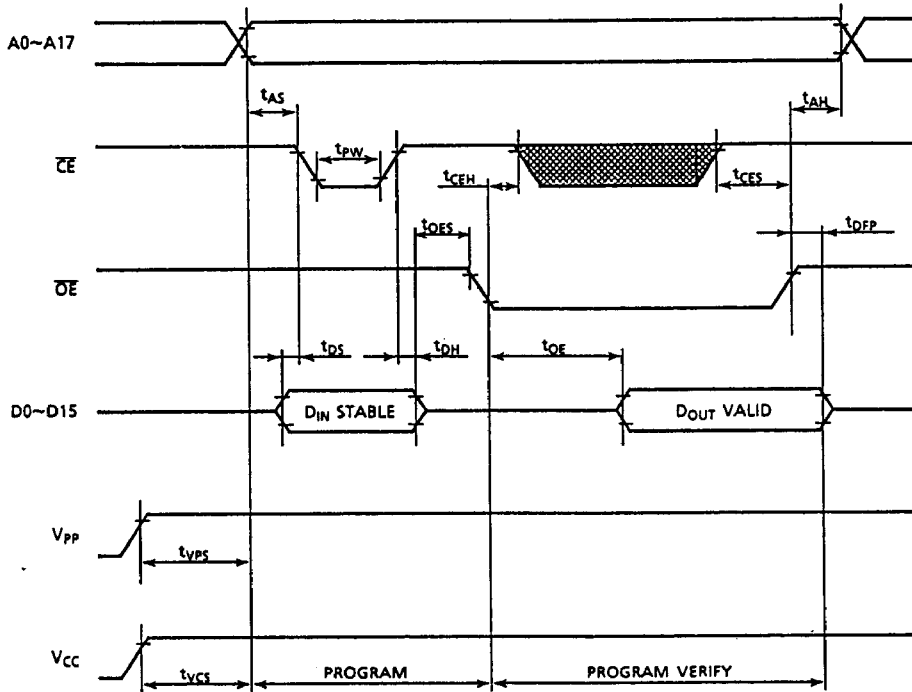 A0~A17
tAS
tAH
CE
tPW
tCEH
tCES
tOES
tDFP
OE
tDS
tDH
tOE
D0~D15
DIN STABLE
DOUT VALID
VPP
tVPS
VCC
tVCS
PROGRAM
PROGRAM VERIFY